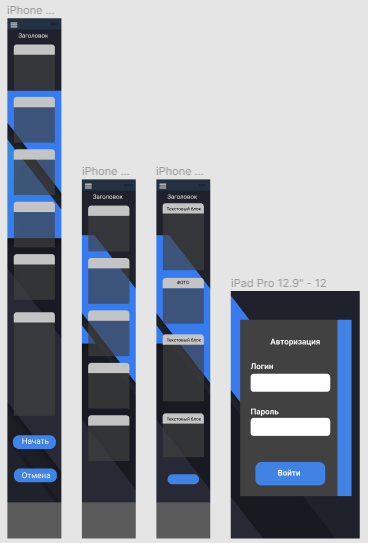 iPhone ...
Заголовок
Начать
Отмена
iPhone ...
Заголовок
iPhone ...
Заголовок
Текстовый блок
ФОТО
Текстовый блок
Текстовый блок
iPad Pro 12.9" - 12
Авторизация
Логин
Пароль
Войти